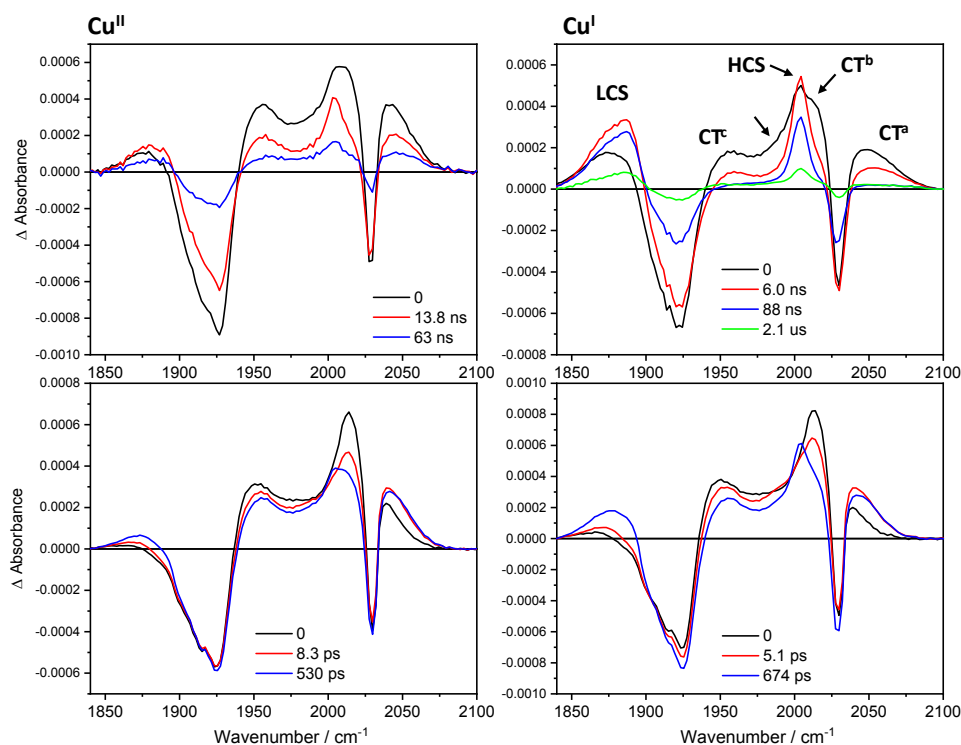 Cu^II
Cu^I
0.0006
0.0004
0.0002
0.0000
-0.0002
-0.0004
-0.0006
-0.0008
-0.0010
Δ Absorbance
0
13.8 ns
63 ns
1850 1900 1950 2000 2050 2100
0.0006
0.0004
0.0002
0.0000
-0.0002
-0.0004
-0.0006
-0.0008
LCS
CT^c
HCS
CT^b
CT^a
0
6.0 ns
88 ns
2.1 us
1850 1900 1950 2000 2050 2100
0.0008
0.0006
0.0004
0.0002
0.0000
-0.0002
-0.0004
-0.0006
Δ Absorbance
0
8.3 ps
530 ps
1850 1900 1950 2000 2050 2100
Wavenumber / cm^-1
0.0010
0.0008
0.0006
0.0004
0.0002
0.0000
-0.0002
-0.0004
-0.0006
-0.0008
-0.0010
0
5.1 ps
674 ps
1850 1900 1950 2000 2050 2100
Wavenumber / cm^-1